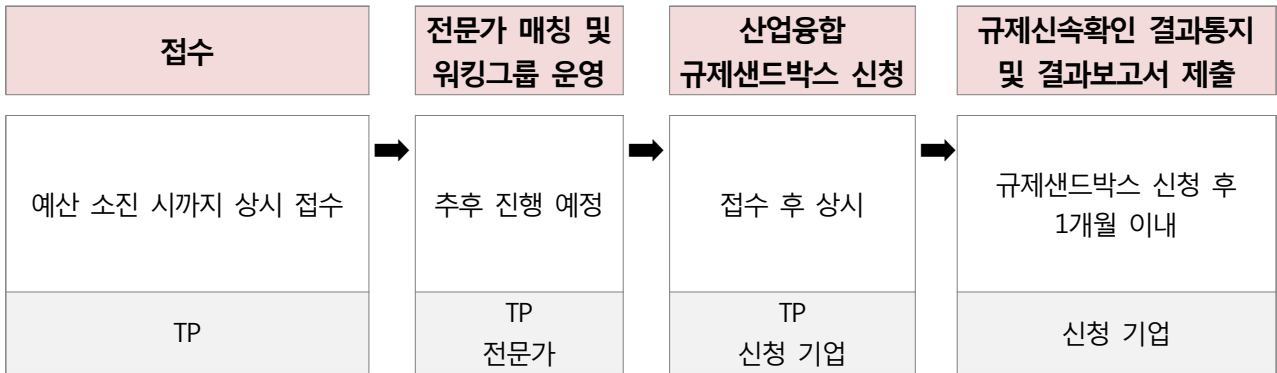 접수
전문가 매칭 및
워킹그룹 운영
산업융합
규제샌드박스 신청
규제신속확인 결과통지
및 결과보고서 제출
예산 소진 시까지 상시 접수
추후 진행 예정
접수 후 상시
규제샌드박스 신청 후
1개월 이내
TP
TP
전문가
TP
신청 기업
신청 기업